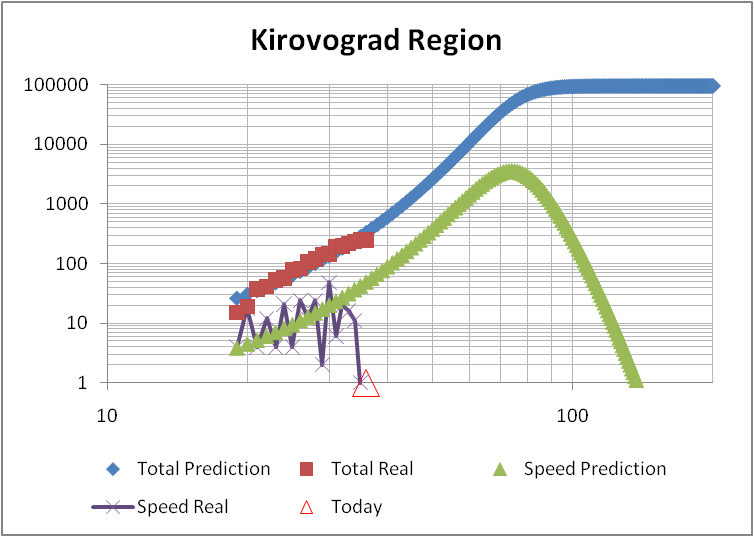 Kirovograd Region
100000
10000
1000
100
10
1
10 100
Total Prediction Total Real Speed Prediction
Speed Real Today